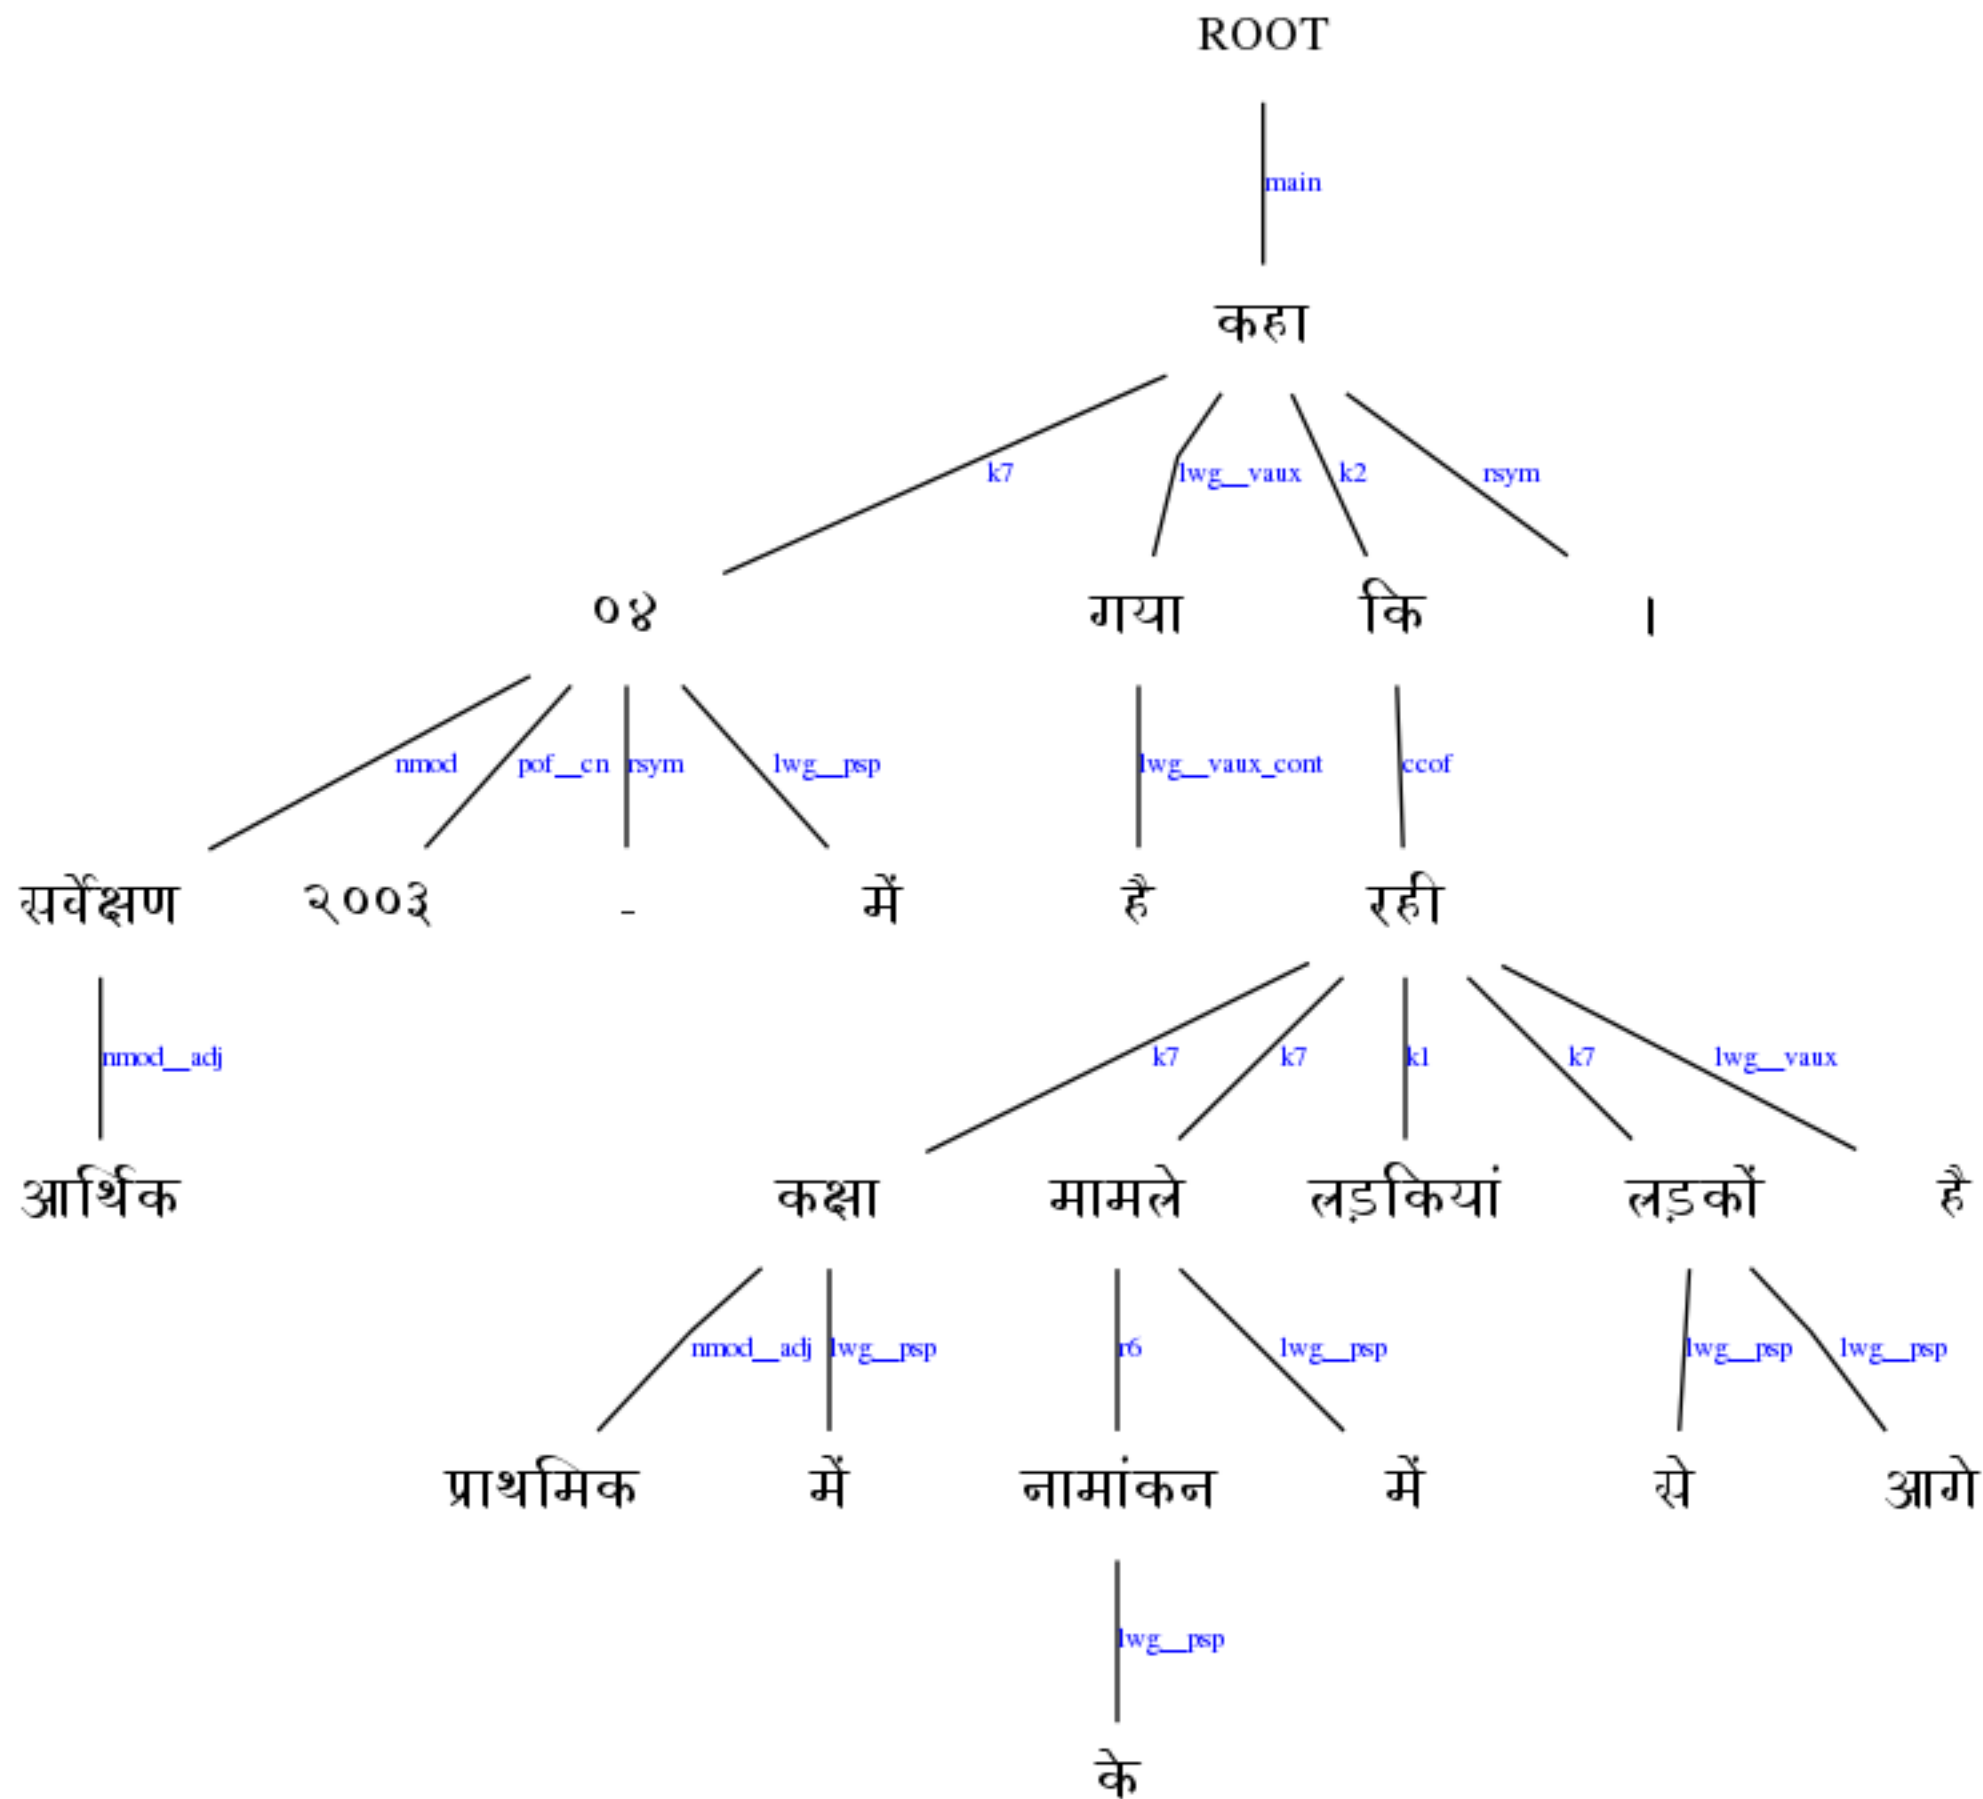 ROOT
main
कहा
k7 lwg__vaux k2 rsym
०४ गया कि ।
nmod pof__cn rsym lwg__psp lwg__vaux_cont ccof
सर्वेक्षण २००३ - में है रही
nmod__adj k7 k7 k1 k7 lwg__vaux
आर्थिक कक्षा मामले लड़कियां लड़कों है
nmod__adj lwg__psp r6 lwg__psp lwg__psp lwg__psp
प्राथमिक में नामांकन में से आगे
lwg__psp
के